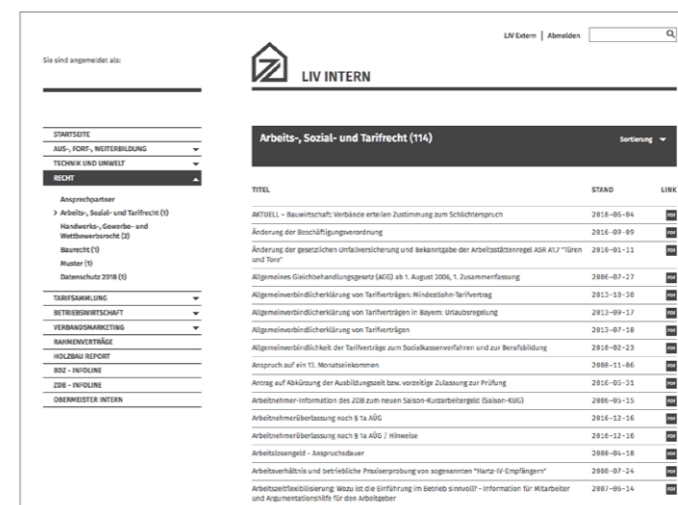 LIV Extern | Abmelden
Sie sind angemeldet als:
LIV INTERN
STARTSEITE
AUS-, FORT-, WEITERBILDUNG
TECHNIK UND UMWELT
RECHT
Ansprechpartner
> Arbeits-, Sozial- und Tarifrecht (1)
Handwerks-, Gewerbe- und
Wettbewerbsrecht (2)
Baurecht (1)
Muster (1)
Datenschutz 2018 (1)
TARIFSAMMLUNG
BETRIEBSWIRTSCHAFT
VERBANDSMARKETING
RAHMENVERTRÄGE
HOLZBAU REPORT
BDZ - INFOLINE
ZDB - INFOLINE
OBERMEISTER INTERN
Arbeits-, Sozial- und Tarifrecht (114)
Sortierung
TITEL STAND LINK
AKTUELL – Bauwirtschaft: Verbände erteilen Zustimmung zum Schlichterspruch 2018-06-04 PDF
Änderung der Beschäftigungsverordnung 2016-09-09 PDF
Änderung der gesetzlichen Unfallversicherung und Bekanntgabe der Arbeitsstättenregel ASR A1.7 "Türen 2010-01-11 PDF
und Tore"
Allgemeines Gleichbehandlungsgesetz (AGG) ab 1. August 2006, 1. Zusammenfassung 2006-07-27 PDF
Allgemeinverbindlicherklärung von Tarifverträgen: Mindestlohn-Tarifvertrag 2013-10-30 PDF
Allgemeinverbindlicherklärung von Tarifverträgen in Bayern: Urlaubsregelung 2013-09-17 PDF
Allgemeinverbindlicherklärung von Tarifverträgen 2013-07-18 PDF
Allgemeinverbindlichkeit der Tarifverträge zum Sozialkassenverfahren und zur Berufsbildung 2010-02-23 PDF
Anspruch auf ein 13. Monatseinkommen 2008-11-06 PDF
Antrag auf Abkürzung der Ausbildungszeit bzw. vorzeitige Zulassung zur Prüfung 2016-05-31 PDF
Arbeitnehmer-Information des ZDB zum neuen Saison-Kurzarbeitergeld (Saison-KUG) 2006-05-15 PDF
Arbeitnehmerüberlassung nach § 1a AÜG 2016-12-16 PDF
Arbeitnehmerüberlassung nach § 1a AÜG / Hinweise 2016-12-16 PDF
Arbeitslosengeld - Anspruchsdauer 2008-04-18 PDF
Arbeitsverhältnis und betriebliche Praxiserprobung von sogenannten "Hartz-IV-Empfängern" 2008-07-24 PDF
Arbeitszeitflexibilisierung: Wozu ist die Einführung im Betrieb sinnvoll? - Information für Mitarbeiter 2007-06-14 PDF
und Argumentationshilfe für den Arbeitgeber